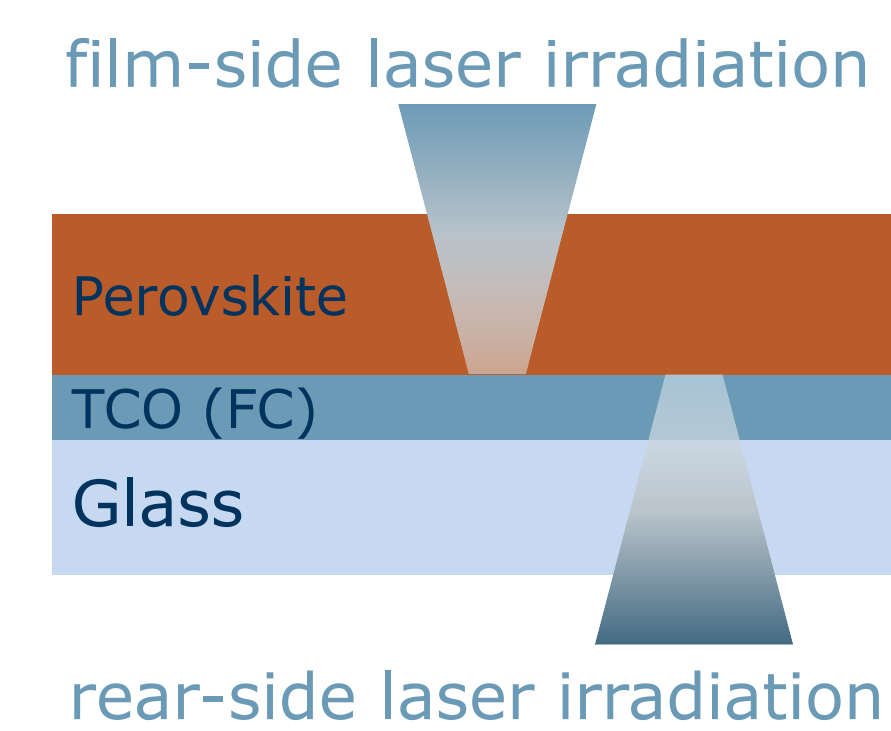 film-side laser irradiation
Perovskite
TCO (FC)
Glass
rear-side laser irradiation